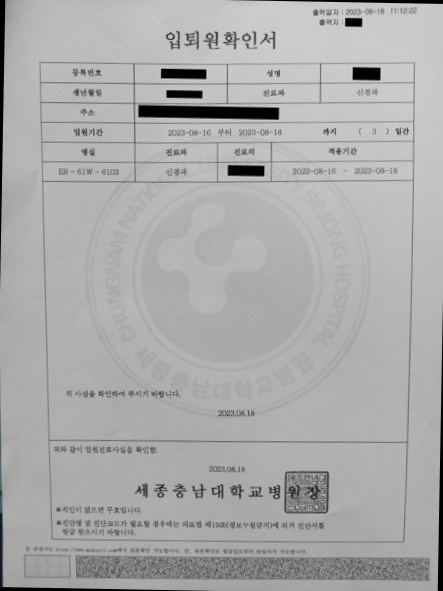 출력일자 : 2023-08-18 11:12:22
출력자 :
입퇴원확인서
등록번호 성명
생년월일 진료과 신경과
주소
입원기간 2023-08-16 부터 2023-08-18 까지 ( 3 ) 일간
병실 진료과 진료의 적용기간
ER - 61W - 6103 신경과 2023-08-16 - 2023-08-18
CHUNGNAM NATIONAL UNIVERSITY SEJONG HOSPITAL
세종충남대학교병원
위 사실을 확인하여 주시기 바랍니다.
2023.08.18
위와 같이 입원진료사실을 확인함.
2023.08.18
세종충남대학교병원장
※직인이 없으면 무효입니다.
※진단명 및 진단코드가 필요할 경우에는 의료법 제19조(정보누설금지)에 의거 진단서를
발급 받으시기 바랍니다.